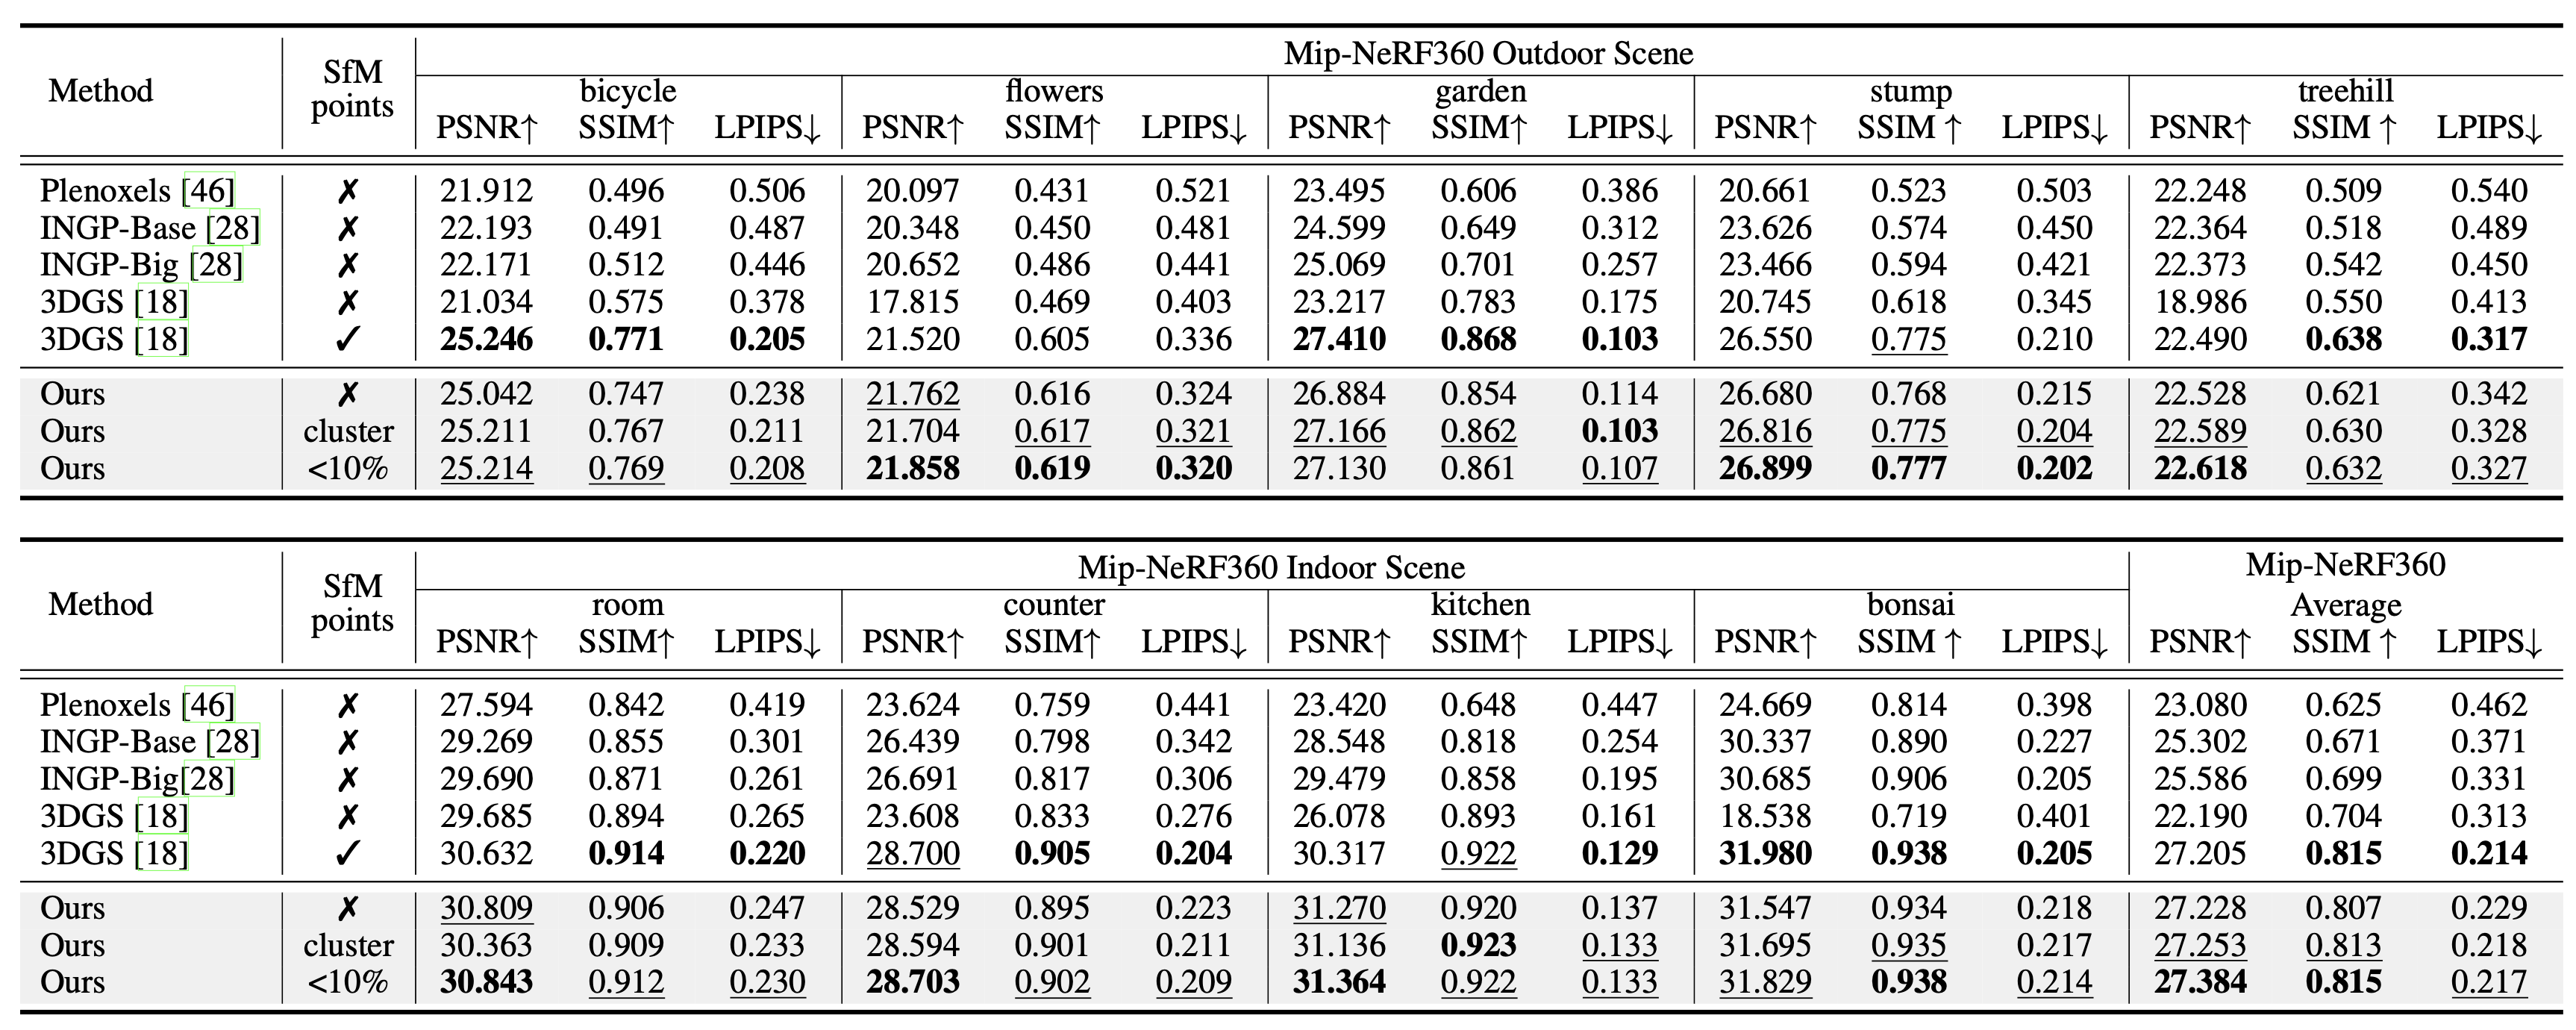 Mip-NeRF360 Outdoor Scene
Method SfM points bicycle flowers garden stump treehill
PSNR↑ SSIM↑ LPIPS↓ PSNR↑ SSIM↑ LPIPS↓ PSNR↑ SSIM↑ LPIPS↓ PSNR↑ SSIM ↑ LPIPS↓ PSNR↑ SSIM ↑ LPIPS↓
Plenoxels [46] ✗ 21.912 0.496 0.506 20.097 0.431 0.521 23.495 0.606 0.386 20.661 0.523 0.503 22.248 0.509 0.540
INGP-Base [28] ✗ 22.193 0.491 0.487 20.348 0.450 0.481 24.599 0.649 0.312 23.626 0.574 0.450 22.364 0.518 0.489
INGP-Big [28] ✗ 22.171 0.512 0.446 20.652 0.486 0.441 25.069 0.701 0.257 23.466 0.594 0.421 22.373 0.542 0.450
3DGS [18] ✗ 21.034 0.575 0.378 17.815 0.469 0.403 23.217 0.783 0.175 20.745 0.618 0.345 18.986 0.550 0.413
3DGS [18] ✓ 25.246 0.771 0.205 21.520 0.605 0.336 27.410 0.868 0.103 26.550 0.775 0.210 22.490 0.638 0.317
Ours ✗ 25.042 0.747 0.238 21.762 0.616 0.324 26.884 0.854 0.114 26.680 0.768 0.215 22.528 0.621 0.342
Ours cluster 25.211 0.767 0.211 21.704 0.617 0.321 27.166 0.862 0.103 26.816 0.775 0.204 22.589 0.630 0.328
Ours <10% 25.214 0.769 0.208 21.858 0.619 0.320 27.130 0.861 0.107 26.899 0.777 0.202 22.618 0.632 0.327
Mip-NeRF360 Indoor Scene Mip-NeRF360
Method SfM points room counter kitchen bonsai Average
PSNR↑ SSIM↑ LPIPS↓ PSNR↑ SSIM↑ LPIPS↓ PSNR↑ SSIM↑ LPIPS↓ PSNR↑ SSIM ↑ LPIPS↓ PSNR↑ SSIM ↑ LPIPS↓
Plenoxels [46] ✗ 27.594 0.842 0.419 23.624 0.759 0.441 23.420 0.648 0.447 24.669 0.814 0.398 23.080 0.625 0.462
INGP-Base [28] ✗ 29.269 0.855 0.301 26.439 0.798 0.342 28.548 0.818 0.254 30.337 0.890 0.227 25.302 0.671 0.371
INGP-Big[28] ✗ 29.690 0.871 0.261 26.691 0.817 0.306 29.479 0.858 0.195 30.685 0.906 0.205 25.586 0.699 0.331
3DGS [18] ✗ 29.685 0.894 0.265 23.608 0.833 0.276 26.078 0.893 0.161 18.538 0.719 0.401 22.190 0.704 0.313
3DGS [18] ✓ 30.632 0.914 0.220 28.700 0.905 0.204 30.317 0.922 0.129 31.980 0.938 0.205 27.205 0.815 0.214
Ours ✗ 30.809 0.906 0.247 28.529 0.895 0.223 31.270 0.920 0.137 31.547 0.934 0.218 27.228 0.807 0.229
Ours cluster 30.363 0.909 0.233 28.594 0.901 0.211 31.136 0.923 0.133 31.695 0.935 0.217 27.253 0.813 0.218
Ours <10% 30.843 0.912 0.230 28.703 0.902 0.209 31.364 0.922 0.133 31.829 0.938 0.214 27.384 0.815 0.217